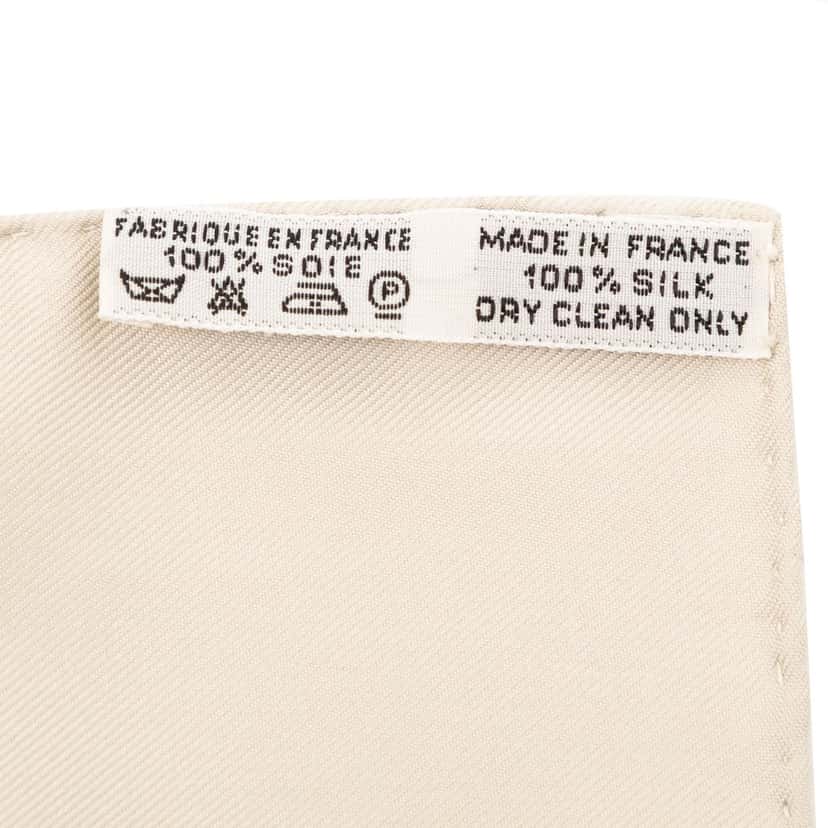 FABRIQUE EN FRANCE
100% SOIE
P
MADE IN FRANCE
100% SILK
DRY CLEAN ONLY